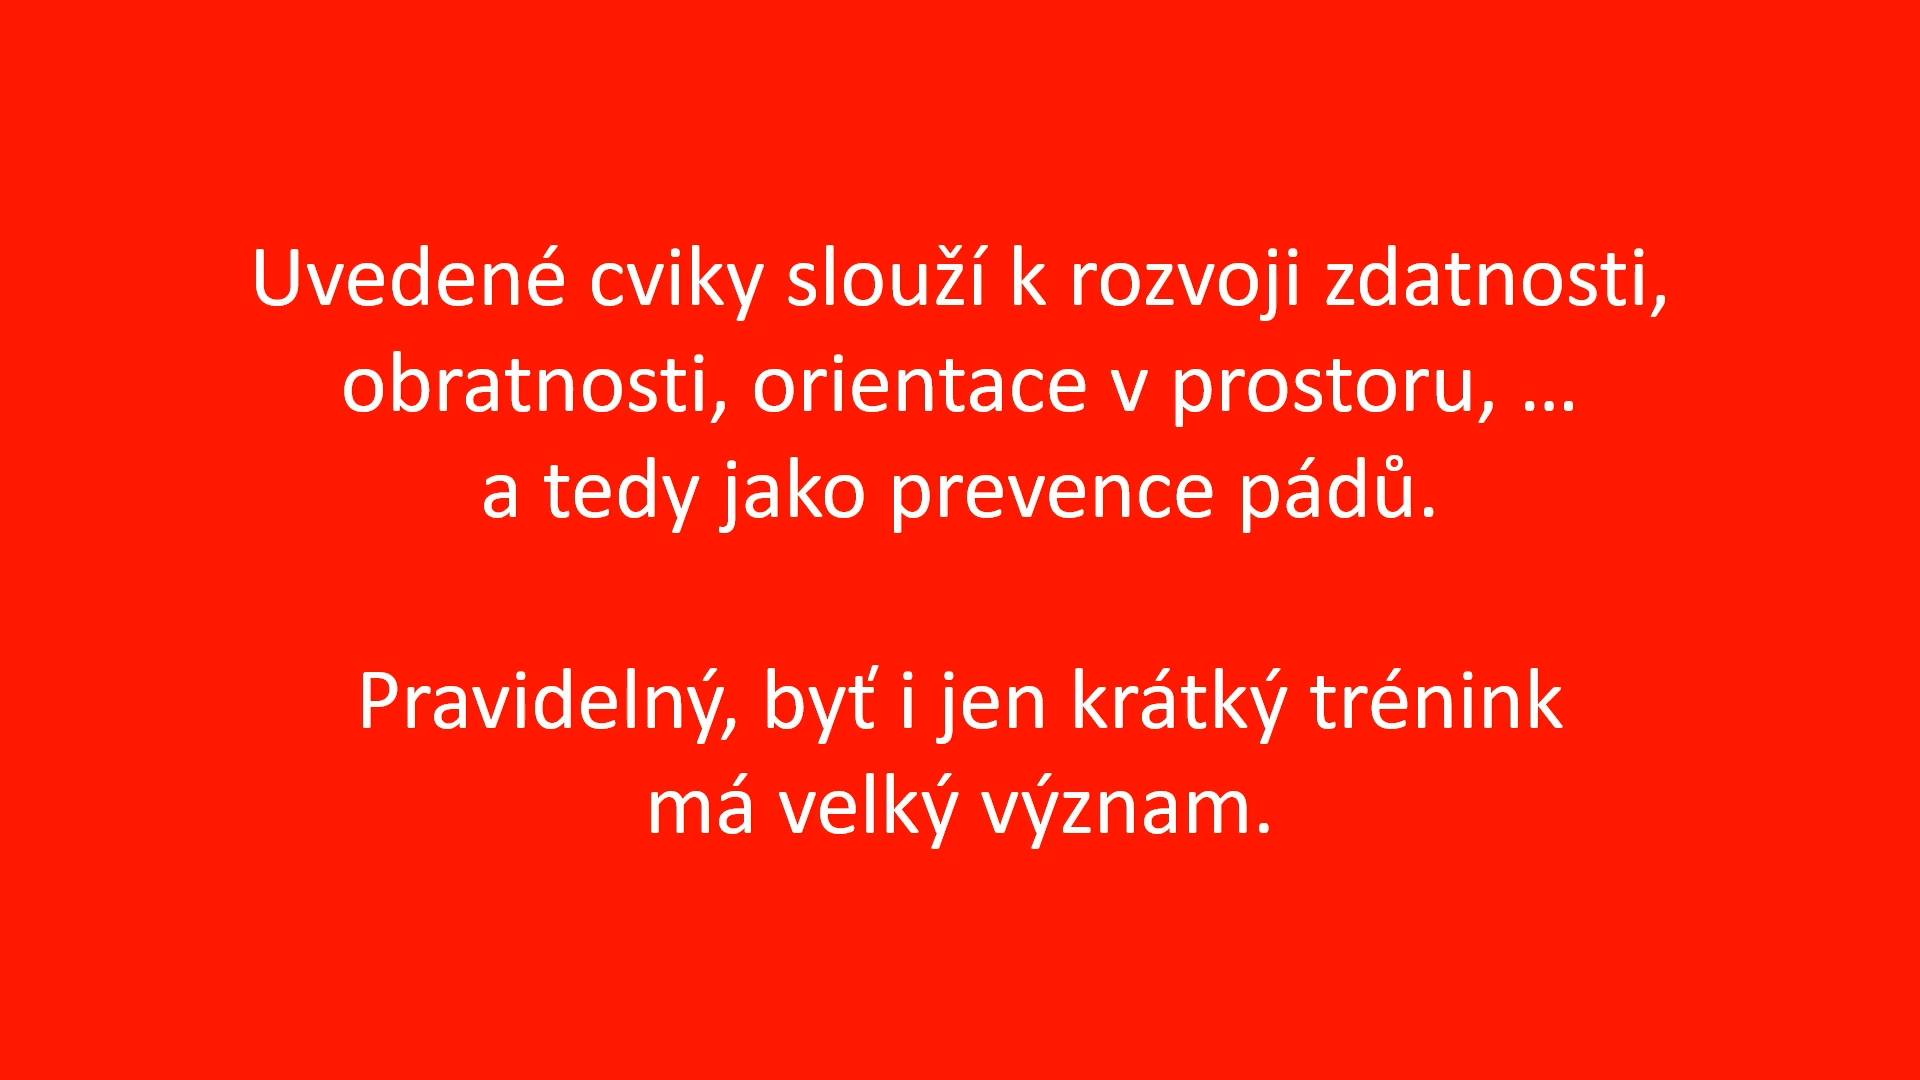 Uvedené cviky slouží k rozvoji zdatnosti,
obratnosti, orientace v prostoru, …
a tedy jako prevence pádů.
Pravidelný, byť i jen krátký trénink
má velký význam.